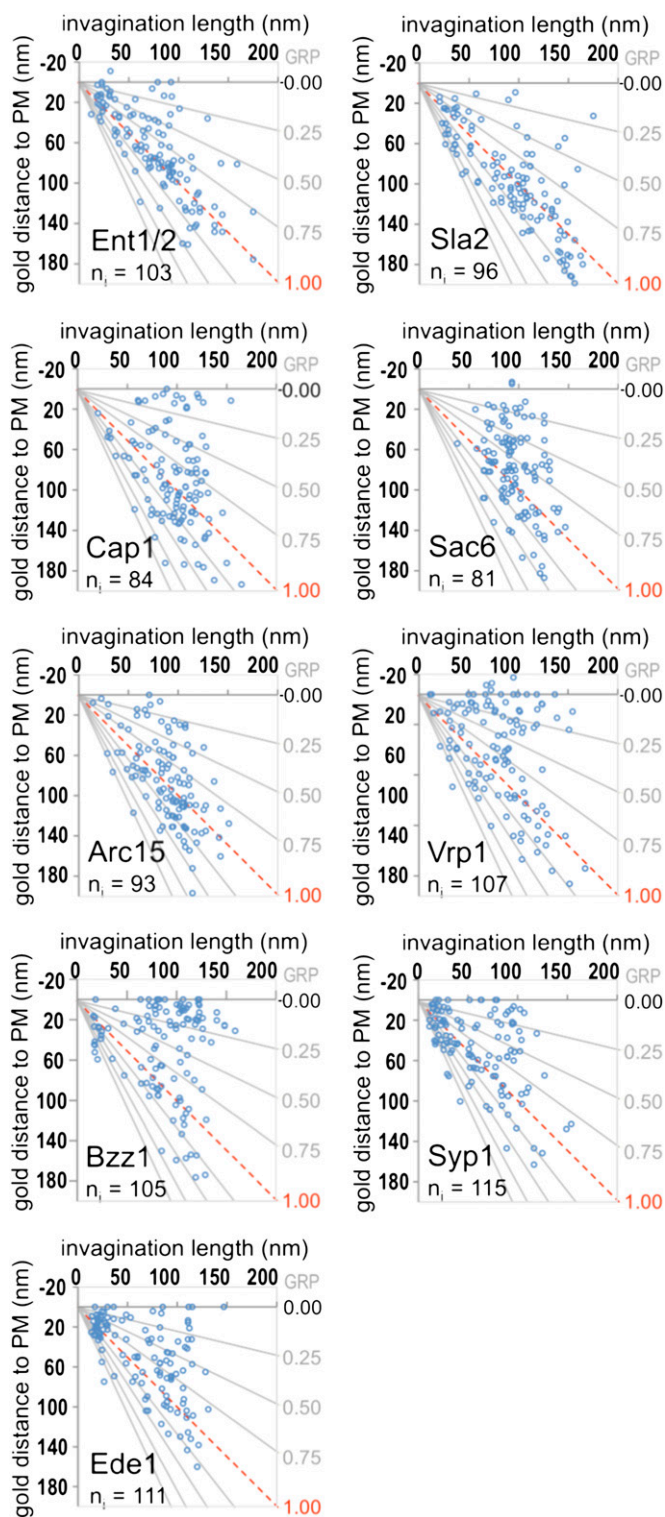 invagination length (nm)
0 50 100 150 200
GRP
gold distance to PM (nm)
-20
20
60
100
140
180
-0.00
0.25
0.50
0.75
1.00
Ent1/2
ni = 103
invagination length (nm)
0 50 100 150 200
GRP
gold distance to PM (nm)
-20
20
60
100
140
180
-0.00
0.25
0.50
0.75
1.00
Sla2
ni = 96
invagination length (nm)
0 50 100 150 200
GRP
gold distance to PM (nm)
-20
20
60
100
140
180
-0.00
0.25
0.50
0.75
1.00
Cap1
ni = 84
invagination length (nm)
0 50 100 150 200
GRP
gold distance to PM (nm)
-20
20
60
100
140
180
-0.00
0.25
0.50
0.75
1.00
Sac6
ni = 81
invagination length (nm)
0 50 100 150 200
GRP
gold distance to PM (nm)
-20
20
60
100
140
180
-0.00
0.25
0.50
0.75
1.00
Arc15
ni = 93
invagination length (nm)
0 50 100 150 200
GRP
gold distance to PM (nm)
-20
20
60
100
140
180
-0.00
0.25
0.50
0.75
1.00
Vrp1
ni = 107
invagination length (nm)
0 50 100 150 200
GRP
gold distance to PM (nm)
-20
20
60
100
140
180
-0.00
0.25
0.50
0.75
1.00
Bzz1
ni = 105
invagination length (nm)
0 50 100 150 200
GRP
gold distance to PM (nm)
-20
20
60
100
140
180
0.00
0.25
0.50
0.75
1.00
Syp1
ni = 115
invagination length (nm)
0 50 100 150 200
GRP
gold distance to PM (nm)
-20
20
60
100
140
180
0.00
0.25
0.50
0.75
1.00
Ede1
ni = 111